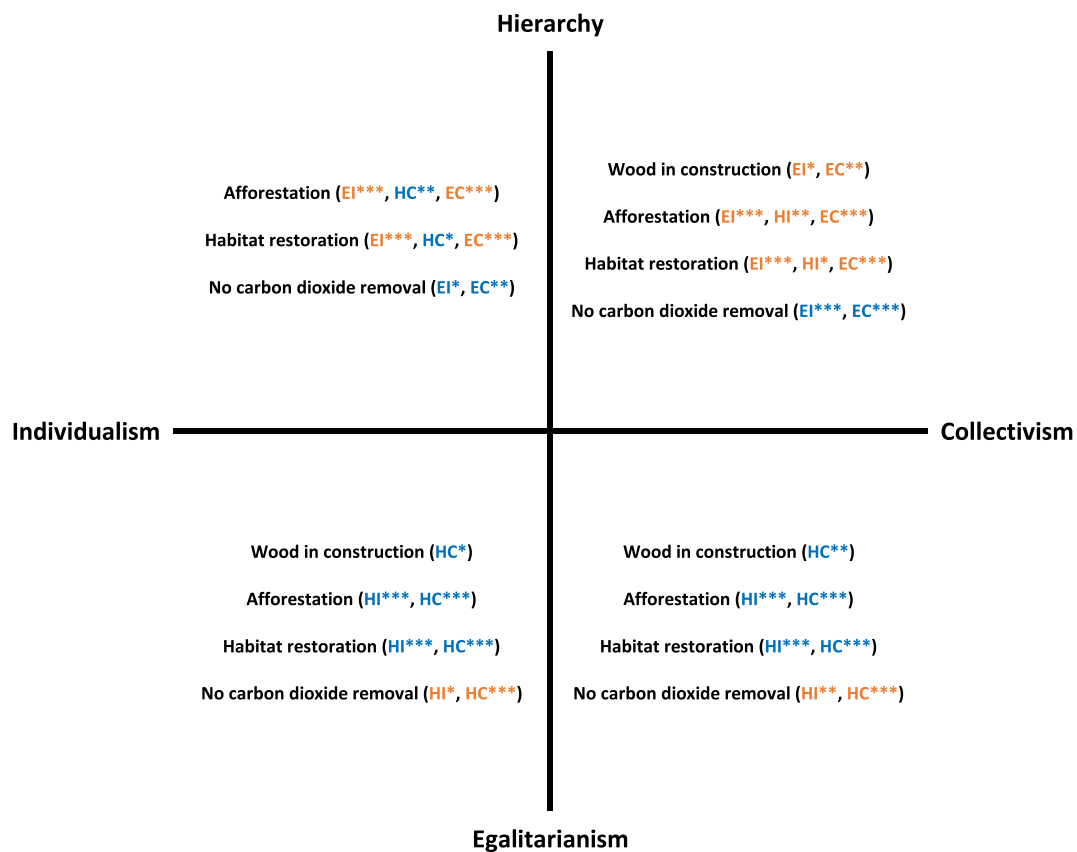 Hierarchy
Afforestation (EI***, HC**, EC***)
Habitat restoration (EI***, HC*, EC***)
No carbon dioxide removal (EI*, EC**)
Wood in construction (EI*, EC**)
Afforestation (EI***, HI**, EC***)
Habitat restoration (EI***, HI*, EC***)
No carbon dioxide removal (EI***, EC***)
Individualism
Collectivism
Wood in construction (HC*)
Afforestation (HI***, HC***)
Habitat restoration (HI***, HC***)
No carbon dioxide removal (HI*, HC***)
Wood in construction (HC**)
Afforestation (HI***, HC***)
Habitat restoration (HI***, HC***)
No carbon dioxide removal (HI**, HC***)
Egalitarianism